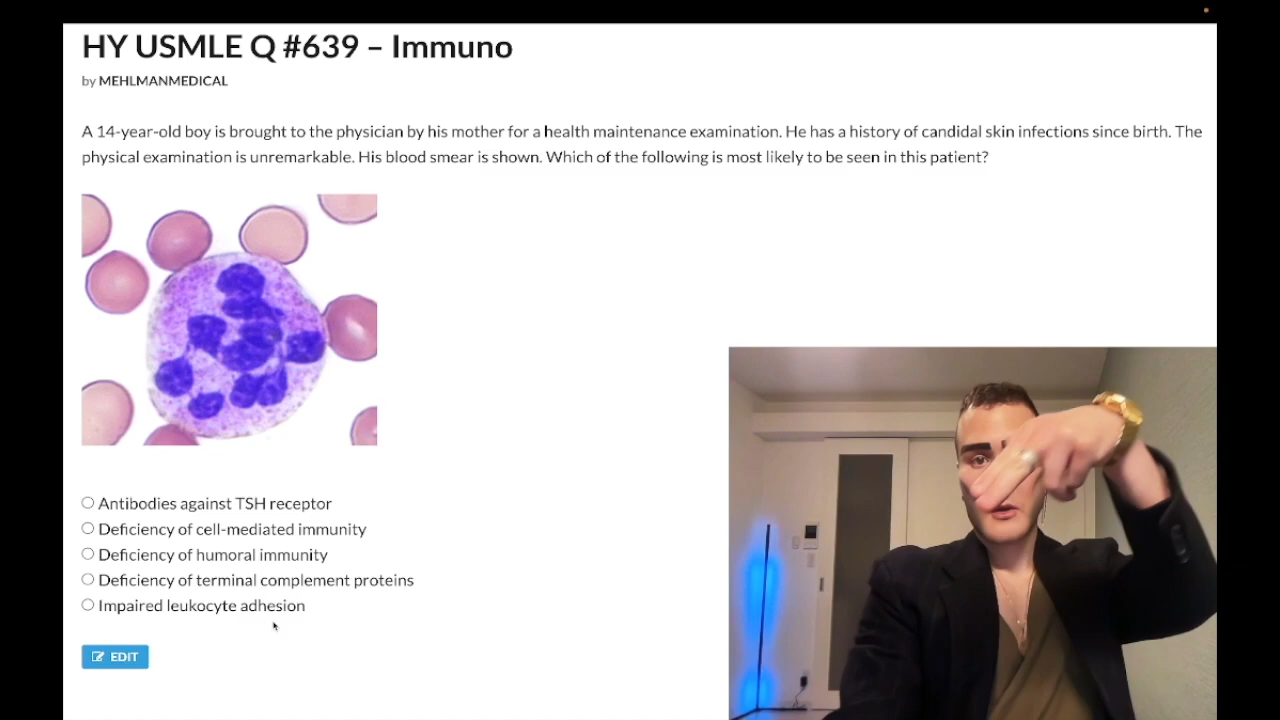 HY USMLE Q #639 – Immuno
by MEHLMANMEDICAL
A 14-year-old boy is brought to the physician by his mother for a health maintenance examination. He has a history of candidal skin infections since birth. The
physical examination is unremarkable. His blood smear is shown. Which of the following is most likely to be seen in this patient?
Antibodies against TSH receptor
Deficiency of cell-mediated immunity
Deficiency of humoral immunity
Deficiency of terminal complement proteins
Impaired leukocyte adhesion
EDIT